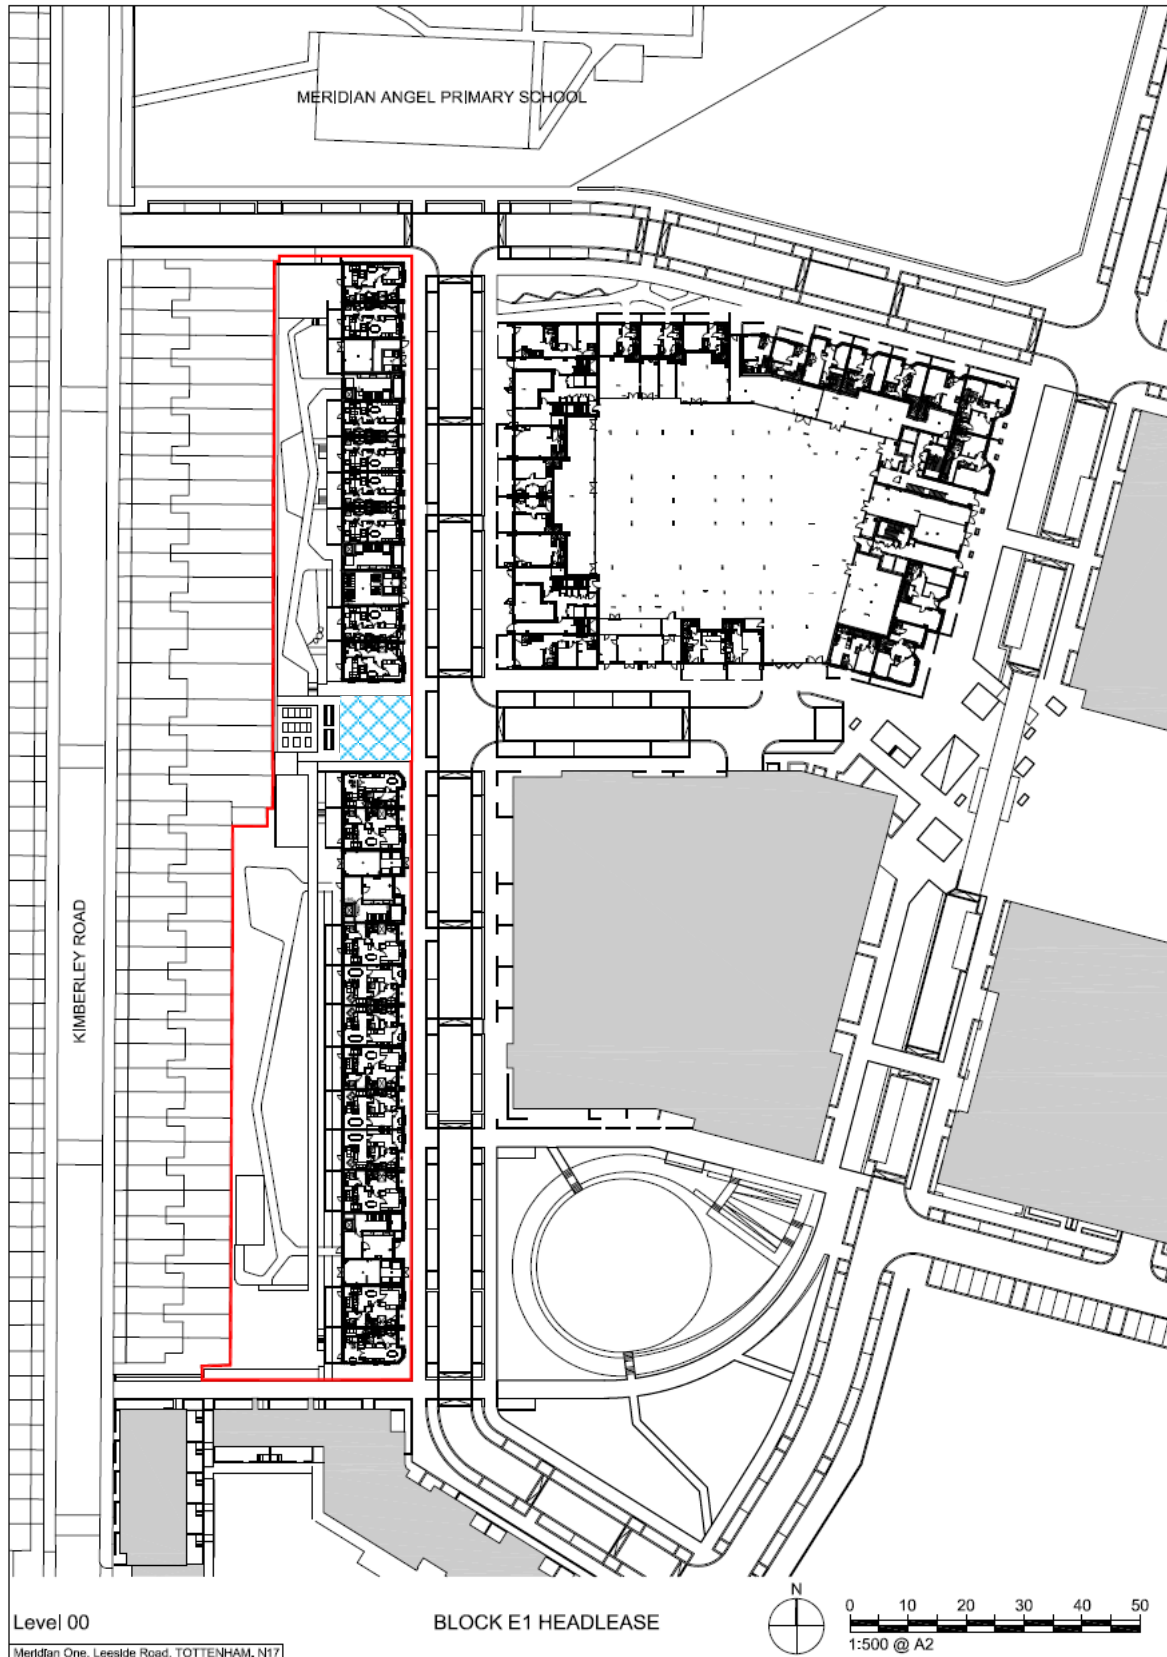 MERIDIAN ANGEL PRIMARY SCHOOL
KIMBERLEY ROAD
Level 00
BLOCK E1 HEADLEASE
N
0 10 20 30 40 50
1:500 @ A2
Meridian One, Leeside Road, TOTTENHAM, N17